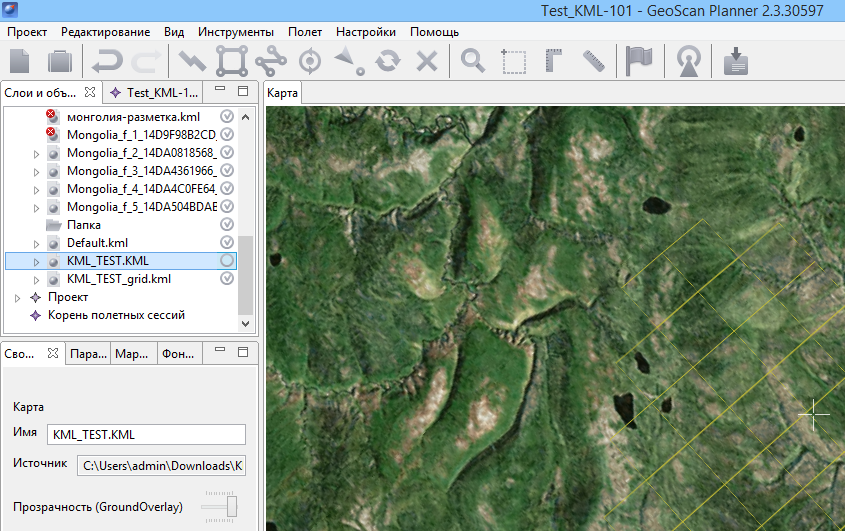 Test_KML-101 - GeoScan Planner 2.3.30597
Проект Редактирование Вид Инструменты Полет Настройки Помощь
Слои и объ... Test_KML-1... Карта
монголия-разметка.kml
Mongolia_f_1_14D9F98B2CD_
Mongolia_f_2_14DA0818568_
Mongolia_f_3_14DA4361966_
Mongolia_f_4_14DA4C0FE64_
Mongolia_f_5_14DA504BDAE
Папка
Default.kml
KML_TEST.KML
KML_TEST_grid.kml
Проект
Корень полетных сессий
Сво... Пара... Мар... Фон...
Карта
Имя KML_TEST.KML
Источник C:\Users\admin\Downloads\K
Прозрачность (GroundOverlay)